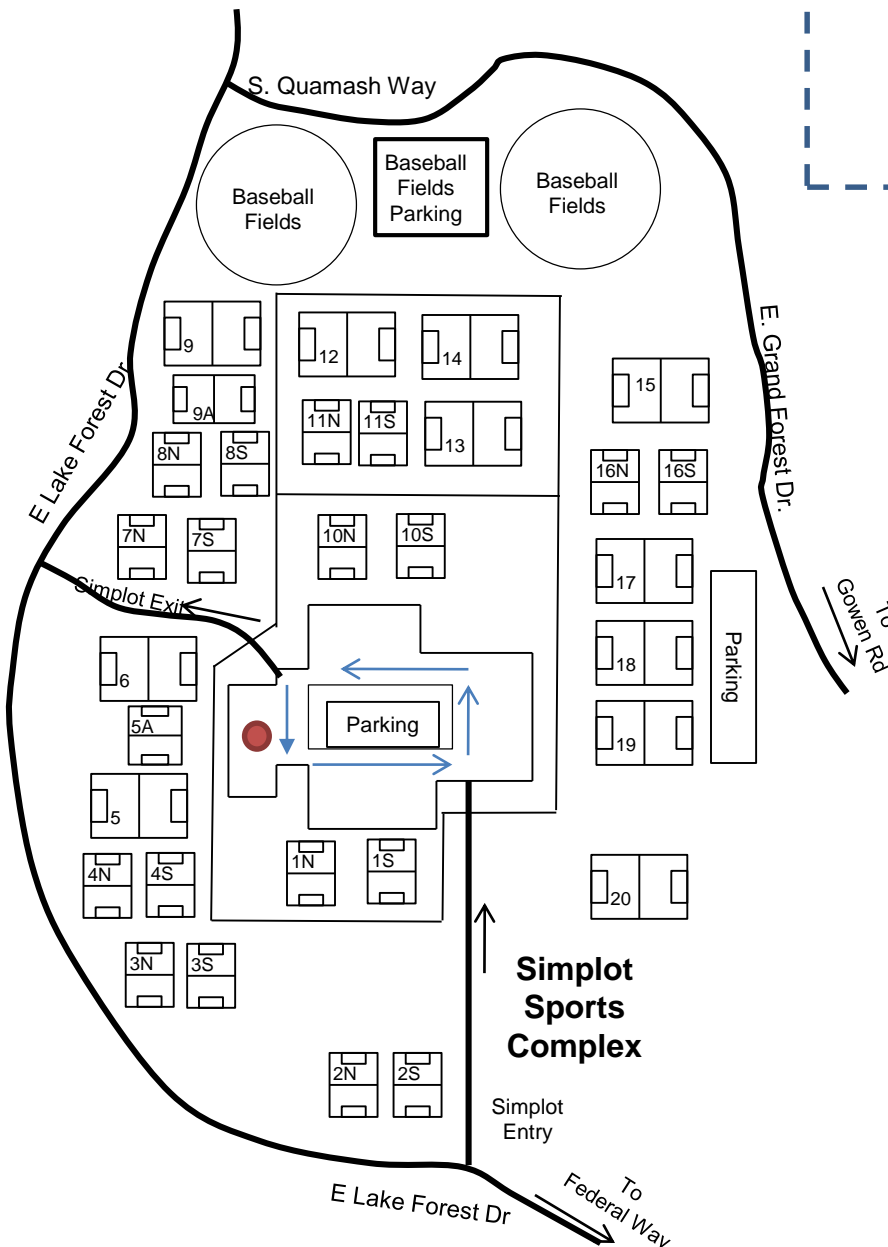 S. Quamash Way
Baseball
Fields
Baseball
Fields
Parking
Baseball
Fields
E. Grand Forest Dr.
E Lake Forest Dr
9
12
14
15
9A
11N
11S
13
8N
8S
16N
16S
7N
7S
10N
10S
17
Simplot Exit
To
Gowen Rd
Parking
6
18
5A
Parking
19
5
1N
1S
4N
4S
20
3N
3S
Simplot
Sports
Complex
2N
2S
Simplot
Entry
E Lake Forest Dr
To
Federal Way